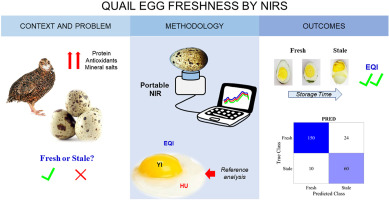 QUAIL EGG FRESHNESS BY NIRS
CONTEXT AND PROBLEM
METHODOLOGY
OUTCOMES
Protein
Antioxidants
Mineral salts
Fresh or Stale?
Portable
NIR
EQI
YI
HU
Reference
analysis
Fresh
Stale
EQI
Storage Time
PRED
True Class
Fresh
24
Stale
60
Fresh
Stale
Predicted Class